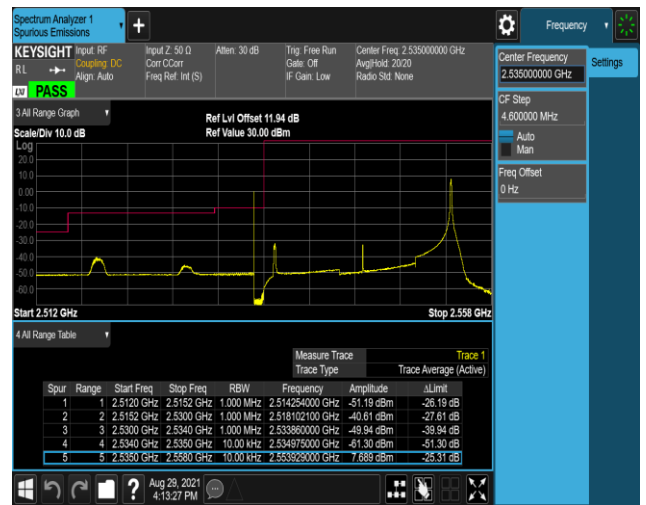 Spectrum Analyzer 1
Spurious Emissions
Frequency
KEYSIGHT Input: RF Input Z: 50 Ω Atten: 30 dB Trig: Free Run Center Freq: 2.535000000 GHz
RL Coupling: DC Corr CCorr Gate: Off Avg|Hold: 20/20
Align: Auto Freq Ref: Int (S) IF Gain: Low Radio Std: None
LXI PASS
Center Frequency
2.535000000 GHz
Settings
CF Step
4.600000 MHz
Auto
Man
Freq Offset
0 Hz
3 All Range Graph
Ref Lvl Offset 11.94 dB
Scale/Div 10.0 dB Ref Value 30.00 dBm
Log
20.0
10.0
0.00
-10.0
-20.0
-30.0
-40.0
-50.0
-60.0
Start 2.512 GHz Stop 2.558 GHz
4 All Range Table
Measure Trace Trace 1
Trace Type Trace Average (Active)
Spur Range Start Freq Stop Freq RBW Frequency Amplitude ΔLimit
1 1 2.5120 GHz 2.5152 GHz 1.000 MHz 2.514254000 GHz -51.19 dBm -26.19 dB
2 2 2.5152 GHz 2.5300 GHz 1.000 MHz 2.518102100 GHz -40.61 dBm -27.61 dB
3 3 2.5300 GHz 2.5340 GHz 1.000 MHz 2.533860000 GHz -49.94 dBm -39.94 dB
4 4 2.5340 GHz 2.5350 GHz 10.00 kHz 2.534975000 GHz -61.30 dBm -51.30 dB
5 5 2.5350 GHz 2.5580 GHz 10.00 kHz 2.553929000 GHz 7.689 dBm -25.31 dB
Aug 29, 2021
4:13:27 PM